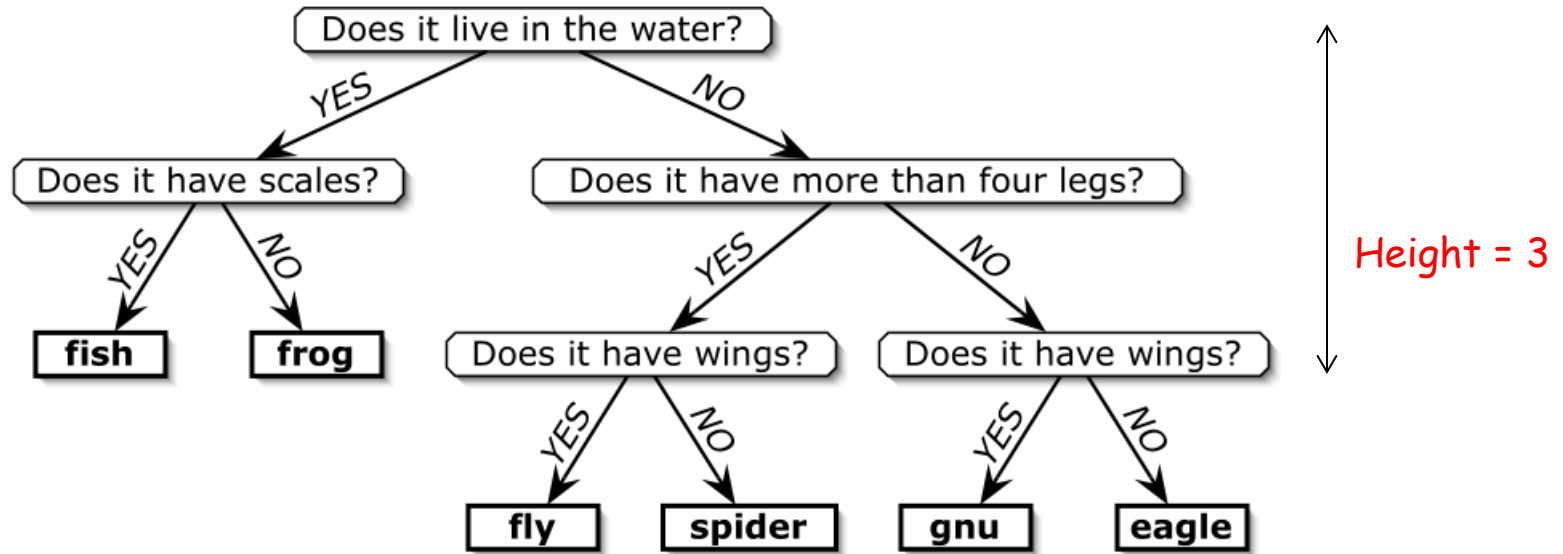 Does it live in the water?
YES
NO
Does it have scales?
Does it have more than four legs?
YES
NO
YES
NO
Height = 3
fish
frog
Does it have wings?
Does it have wings?
YES
NO
YES
NO
fly
spider
gnu
eagle